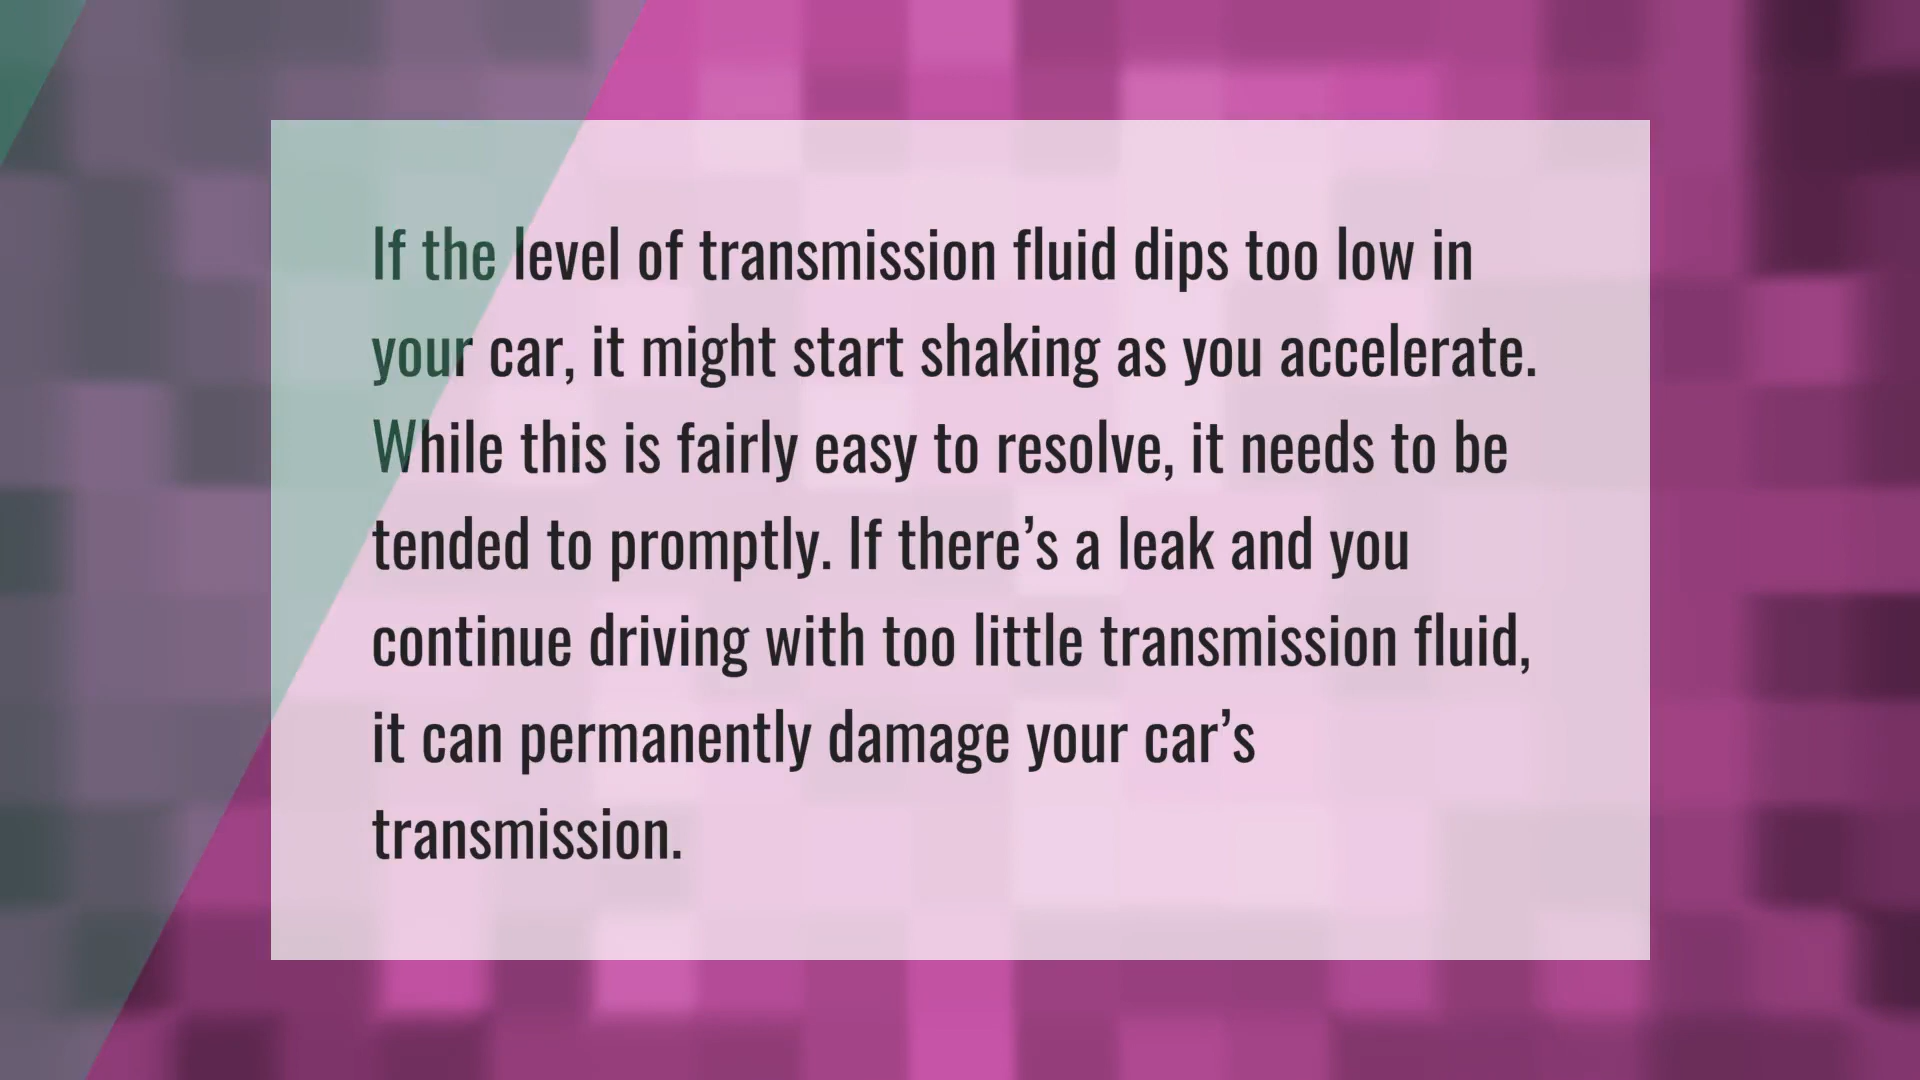 If the level of transmission fluid dips too low in
your car, it might start shaking as you accelerate.
While this is fairly easy to resolve, it needs to be
tended to promptly. If there’s a leak and you
continue driving with too little transmission fluid,
it can permanently damage your car’s
transmission.